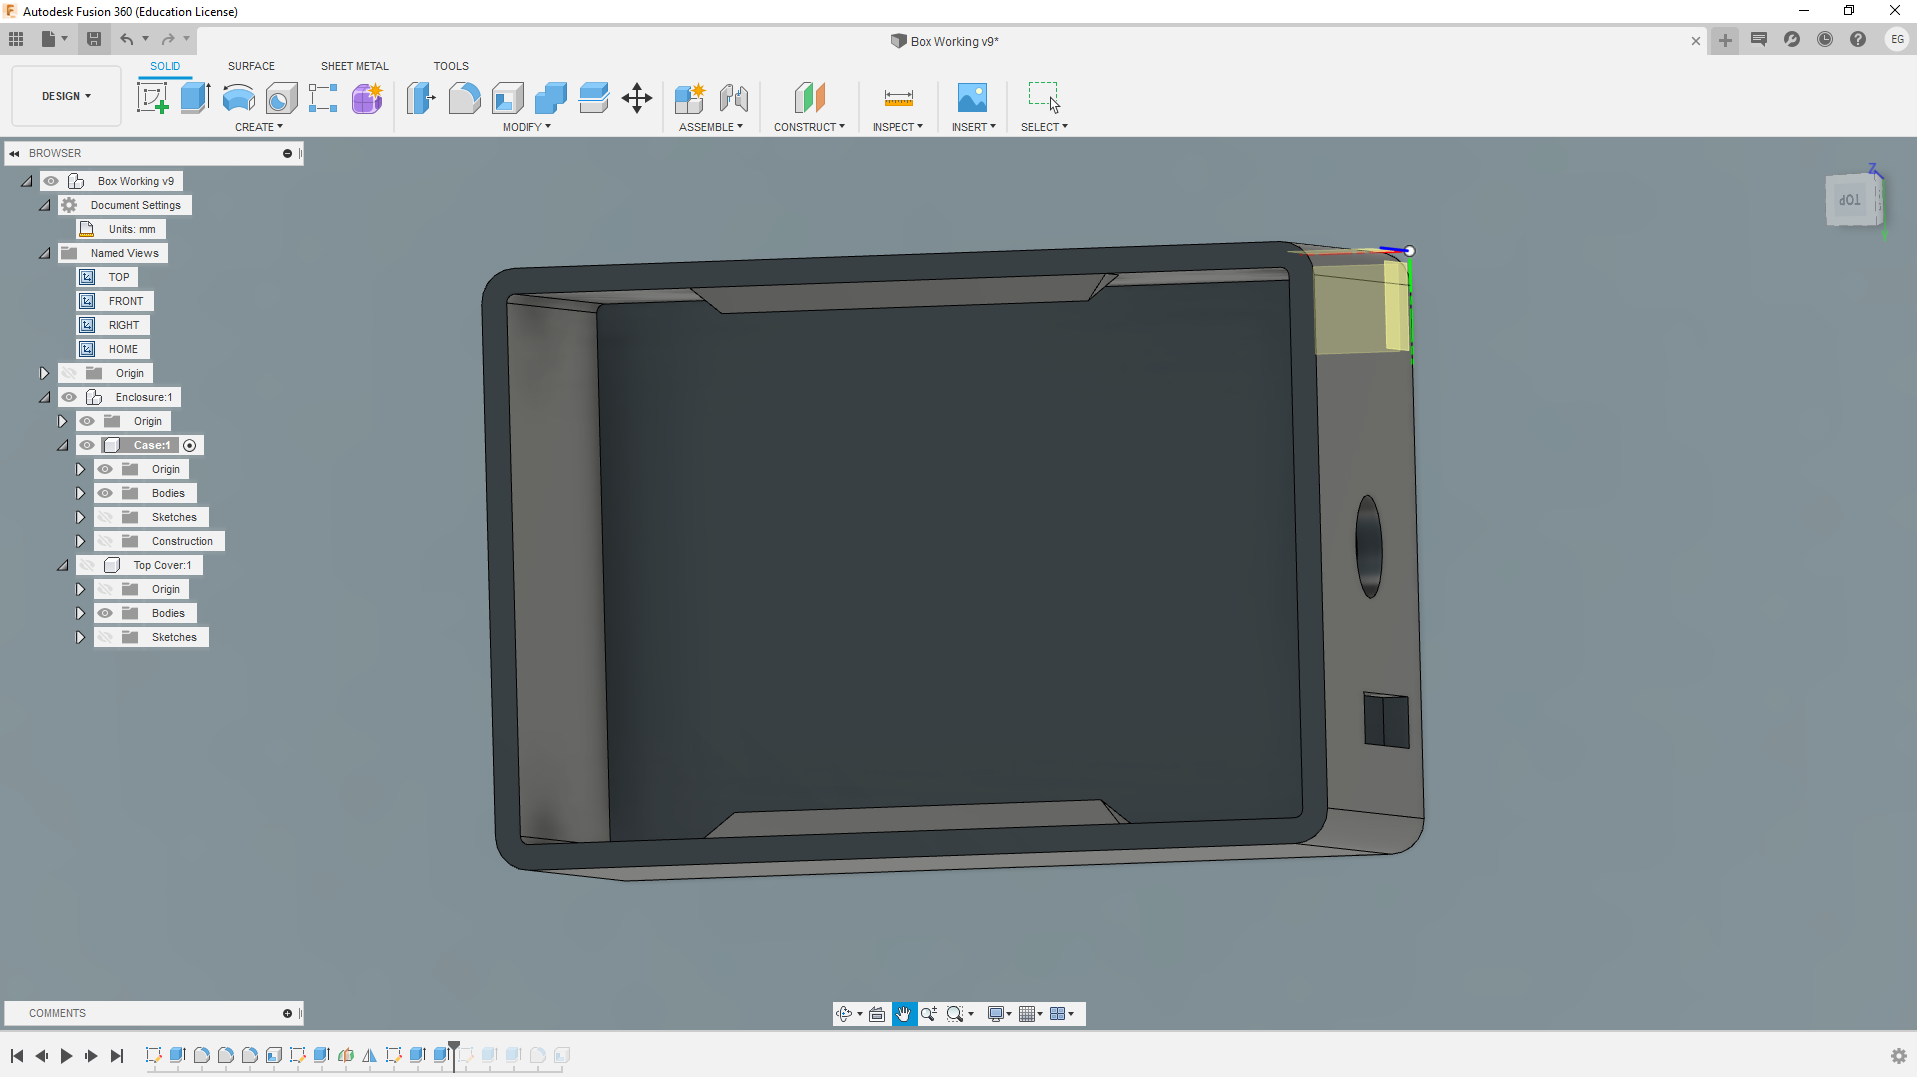 Autodesk Fusion 360 (Education License)
Box Working v9*
EG
SOLID SURFACE SHEET METAL TOOLS
DESIGN
CREATE MODIFY ASSEMBLE CONSTRUCT INSPECT INSERT SELECT
BROWSER
Box Working v9
Document Settings
Units: mm
Named Views
TOP
FRONT
RIGHT
HOME
Origin
Enclosure:1
Origin
Case:1
Origin
Bodies
Sketches
Construction
Top Cover:1
Origin
Bodies
Sketches
Z
TOP
COMMENTS